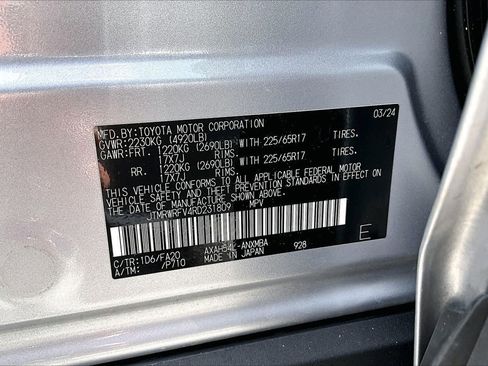 MFD. BY: TOYOTA MOTOR CORPORATION 03/24
GVWR: 2230KG (4920LB)
GAWR: FRT 1220KG (2690LB) WITH 225/65R17 TIRES.
17X7J RIMS.
RR. 1220KG (2690LB) WITH 225/65R17 TIRES.
17X7J RIMS.
THIS VEHICLE CONFORMS TO ALL APPLICABLE FEDERAL MOTOR
VEHICLE SAFETY AND THEFT PREVENTION STANDARDS IN EFFECT
ON THE DATE OF MANUFACTURE SHOWN ABOVE.
JTMRWRFV4RD231809 MPV
C/TR: 1D6/FA20 AXAH54L-ANXMBA 928 E
A/TM: /P710 MADE IN JAPAN